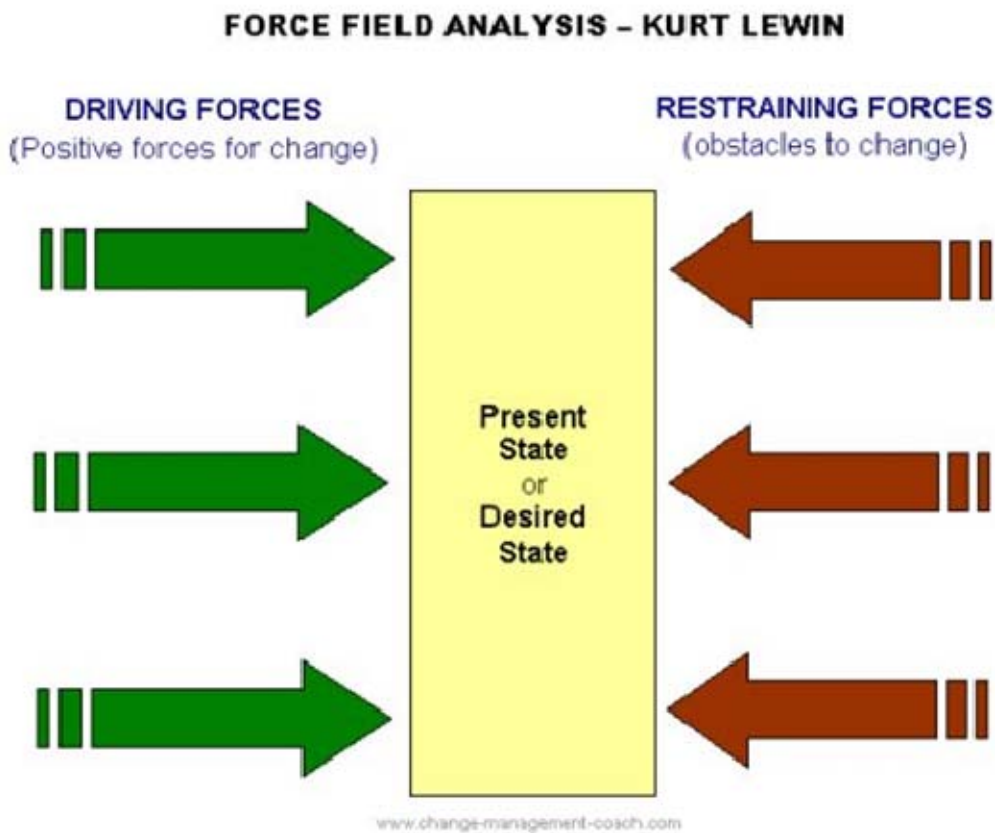 FORCE FIELD ANALYSIS – KURT LEWIN
DRIVING FORCES
(Positive forces for change)
RESTRAINING FORCES
(obstacles to change)
Present
State
or
Desired
State
www.change-management-coach.com